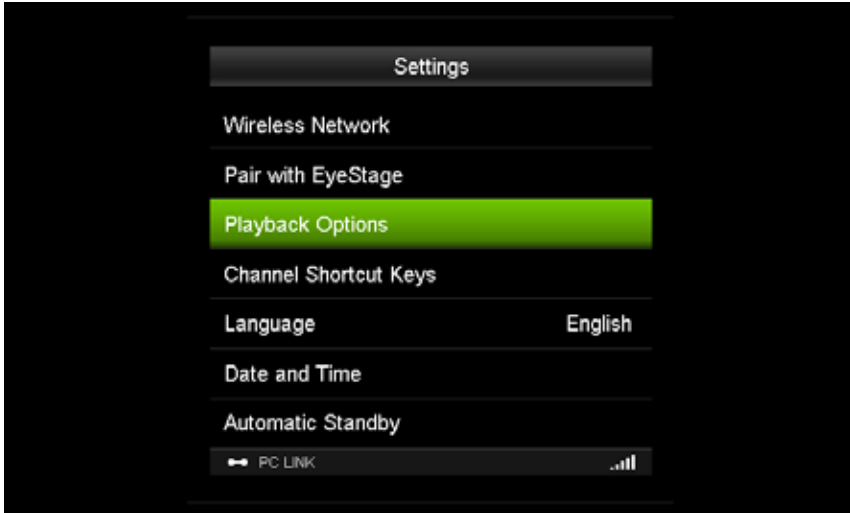 Settings
Wireless Network
Pair with EyeStage
Playback Options
Channel Shortcut Keys
Language English
Date and Time
Automatic Standby
PC LINK